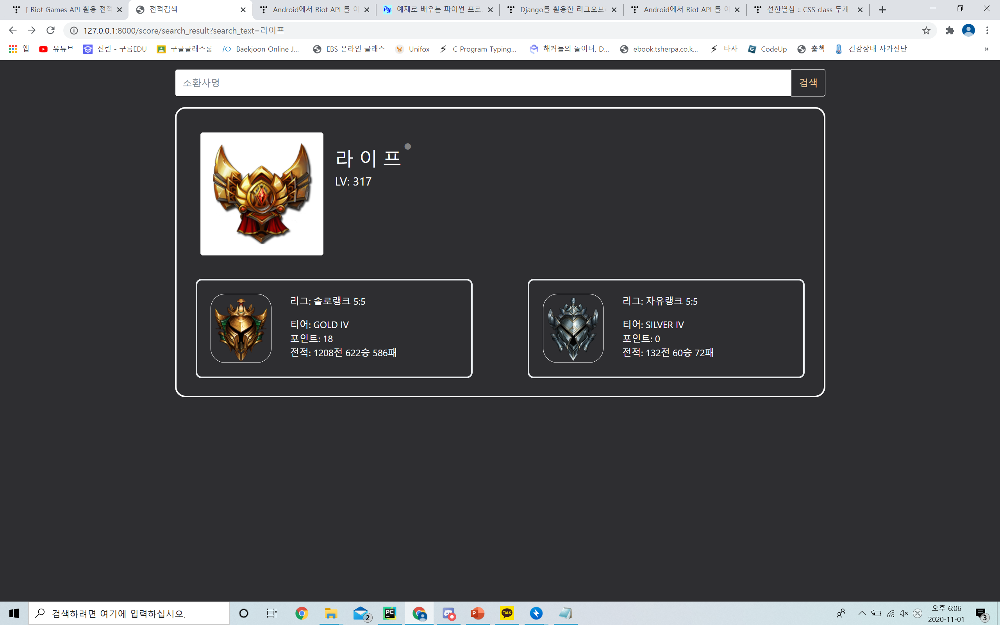 [ Riot Games API 활용 전적
전적검색
Android에서 Riot API 를 이
예제로 배우는 파이썬 프로
Django를 활용한 리그오브
Android에서 Riot API 를 이
선한열심 :: CSS class 두개
127.0.0.1:8000/score/search_result?search_text=라이프
앱
유튜브
선린 - 구름EDU
구글클래스룸
Baekjoon Online J...
EBS 온라인 클래스
Unifox
C Program Typing...
해커들의 놀이터, D...
ebook.tsherpa.co.k...
타자
CodeUp
출첵
건강상태 자가진단
»
소환사명
검색
라 이 프
LV: 317
리그: 솔로랭크 5:5
티어: GOLD IV
포인트: 18
전적: 1208전 622승 586패
리그: 자유랭크 5:5
티어: SILVER IV
포인트: 0
전적: 132전 60승 72패
검색하려면 여기에 입력하십시오.
2
PC
P
TALK
오후 6:06
2020-11-01
3